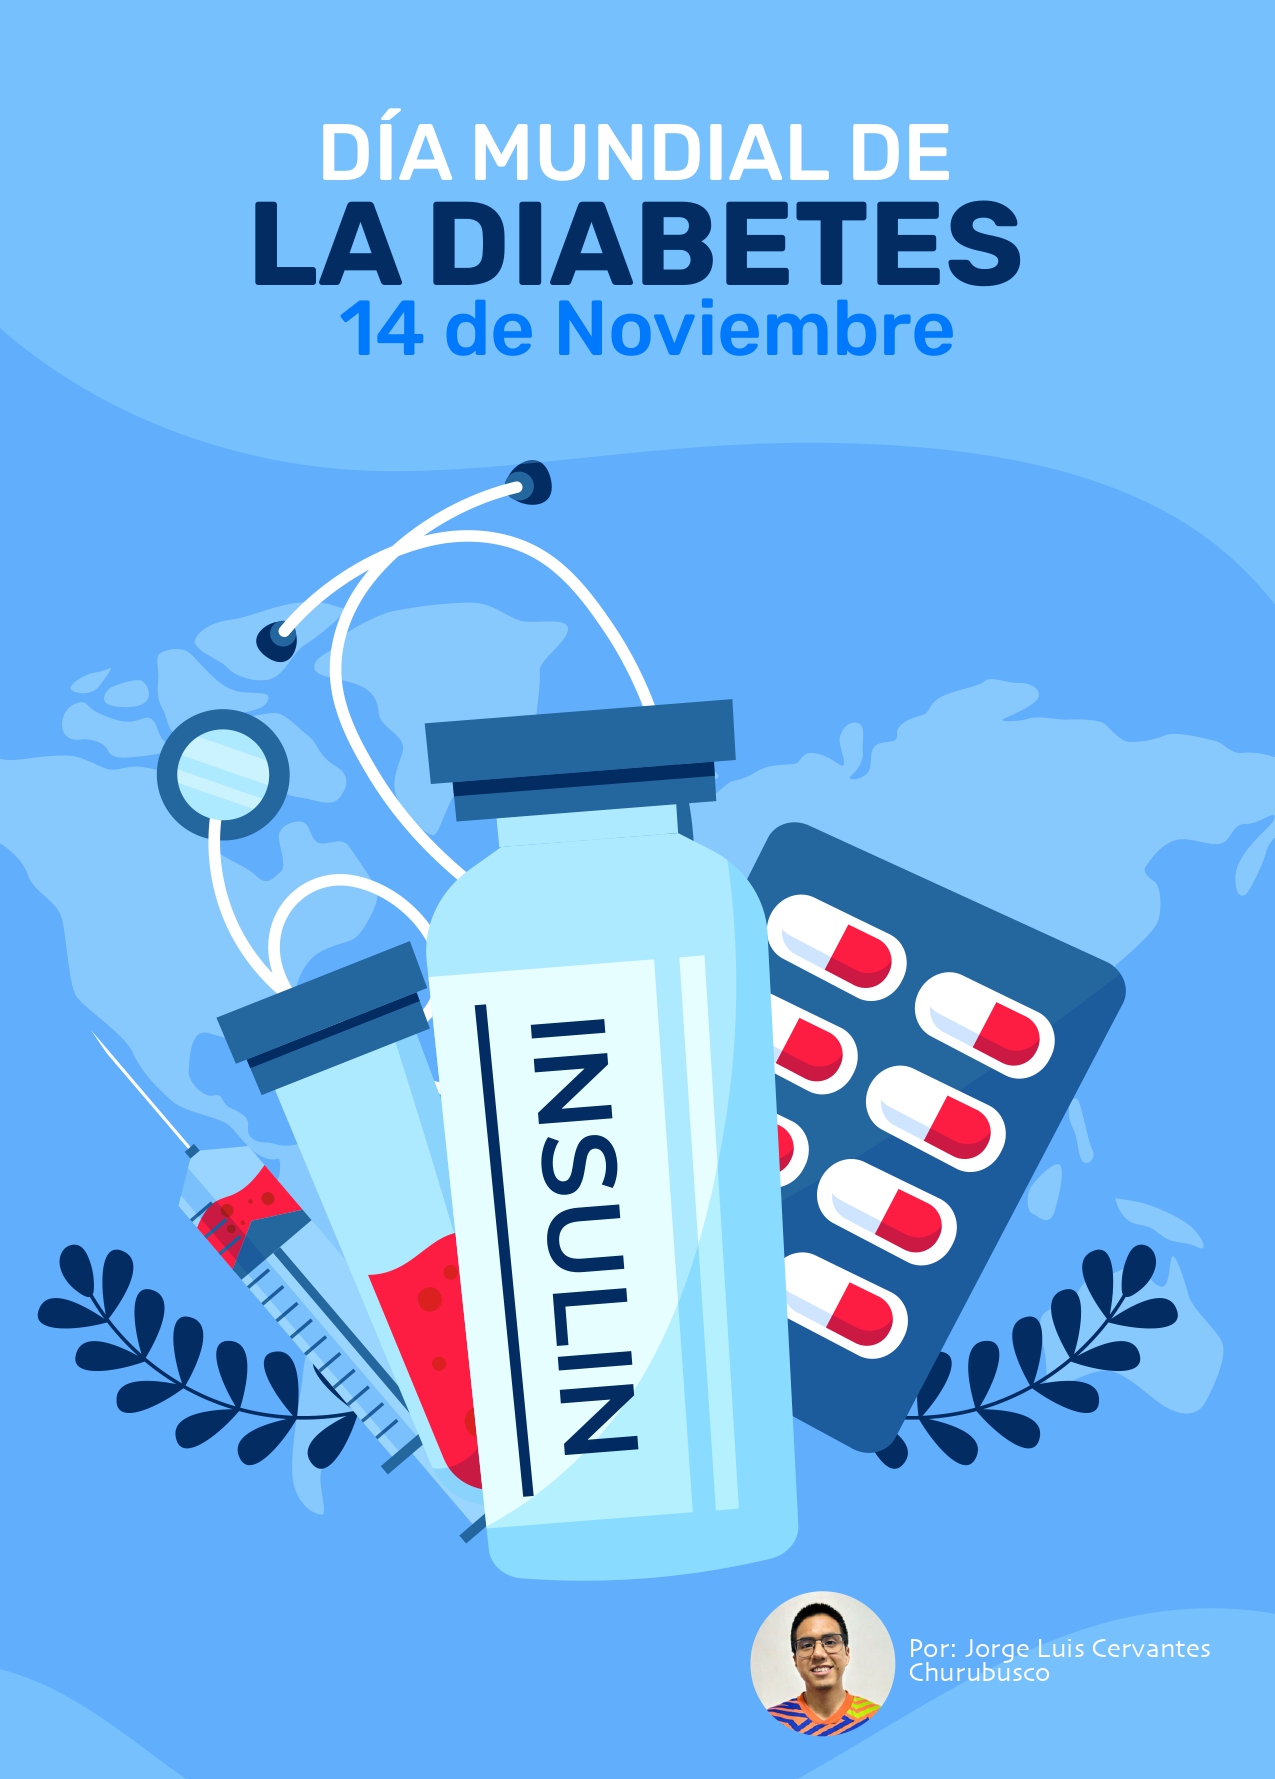 DÍA MUNDIAL DE
LA DIABETES
14 de Noviembre
INSULIN
Por: Jorge Luis Cervantes
Churubusco